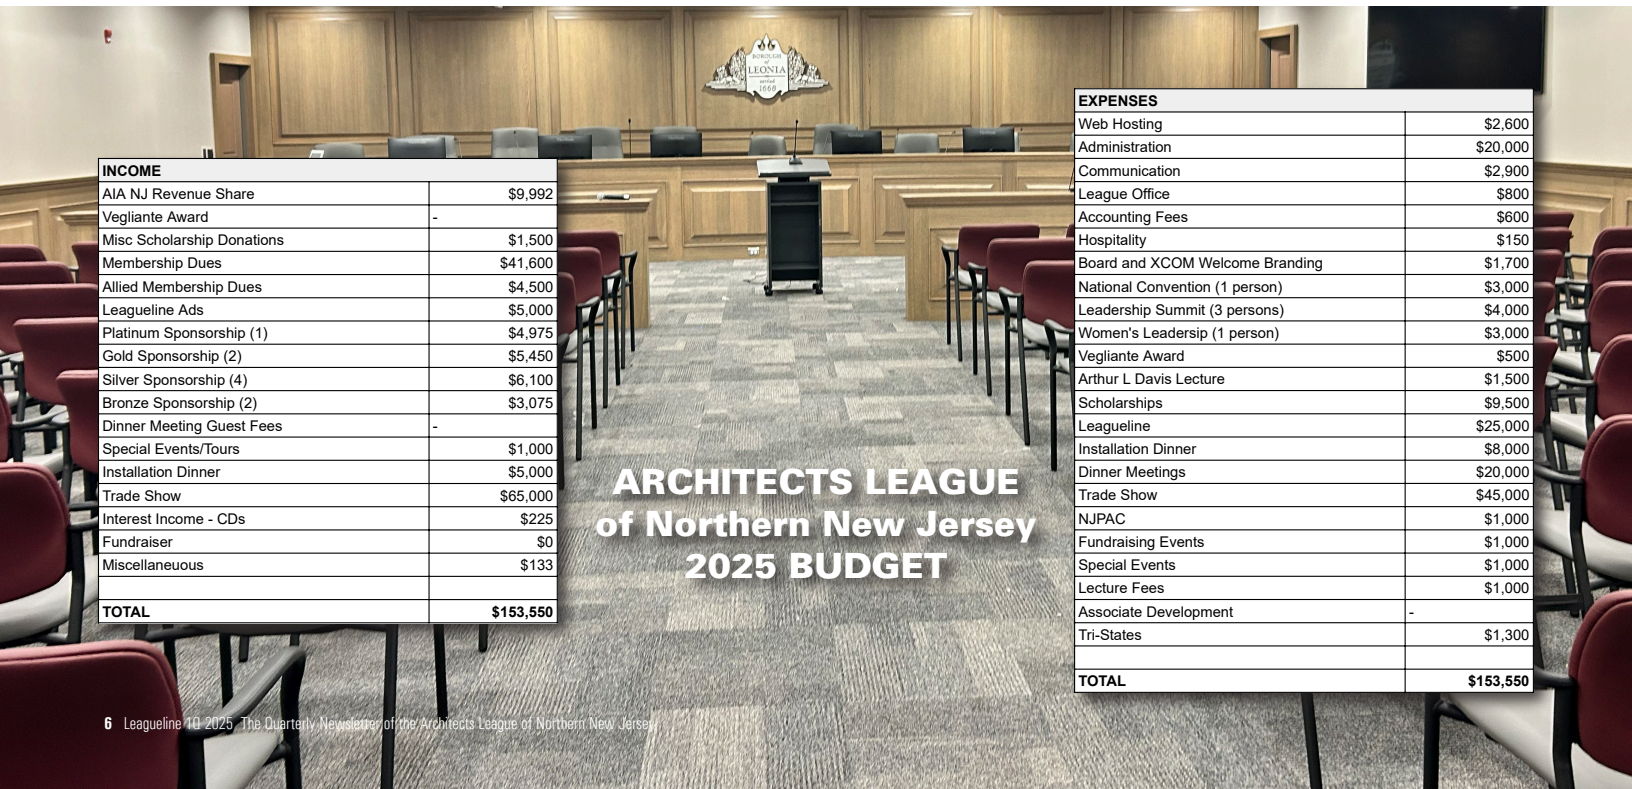 BOROUGH
of
LEONIA
settled
1668
INCOME
AIA NJ Revenue Share $9,992
Vegliante Award -
Misc Scholarship Donations $1,500
Membership Dues $41,600
Allied Membership Dues $4,500
Leagueline Ads $5,000
Platinum Sponsorship (1) $4,975
Gold Sponsorship (2) $5,450
Silver Sponsorship (4) $6,100
Bronze Sponsorship (2) $3,075
Dinner Meeting Guest Fees -
Special Events/Tours $1,000
Installation Dinner $5,000
Trade Show $65,000
Interest Income - CDs $225
Fundraiser $0
Miscellaneuous $133
TOTAL $153,550
ARCHITECTS LEAGUE
of Northern New Jersey
2025 BUDGET
EXPENSES
Web Hosting $2,600
Administration $20,000
Communication $2,900
League Office $800
Accounting Fees $600
Hospitality $150
Board and XCOM Welcome Branding $1,700
National Convention (1 person) $3,000
Leadership Summit (3 persons) $4,000
Women's Leadersip (1 person) $3,000
Vegliante Award $500
Arthur L Davis Lecture $1,500
Scholarships $9,500
Leagueline $25,000
Installation Dinner $8,000
Dinner Meetings $20,000
Trade Show $45,000
NJPAC $1,000
Fundraising Events $1,000
Special Events $1,000
Lecture Fees $1,000
Associate Development -
Tri-States $1,300
TOTAL $153,550
6 Leagueline 1Q 2025 The Quarterly Newsletter of the Architects League of Northern New Jersey